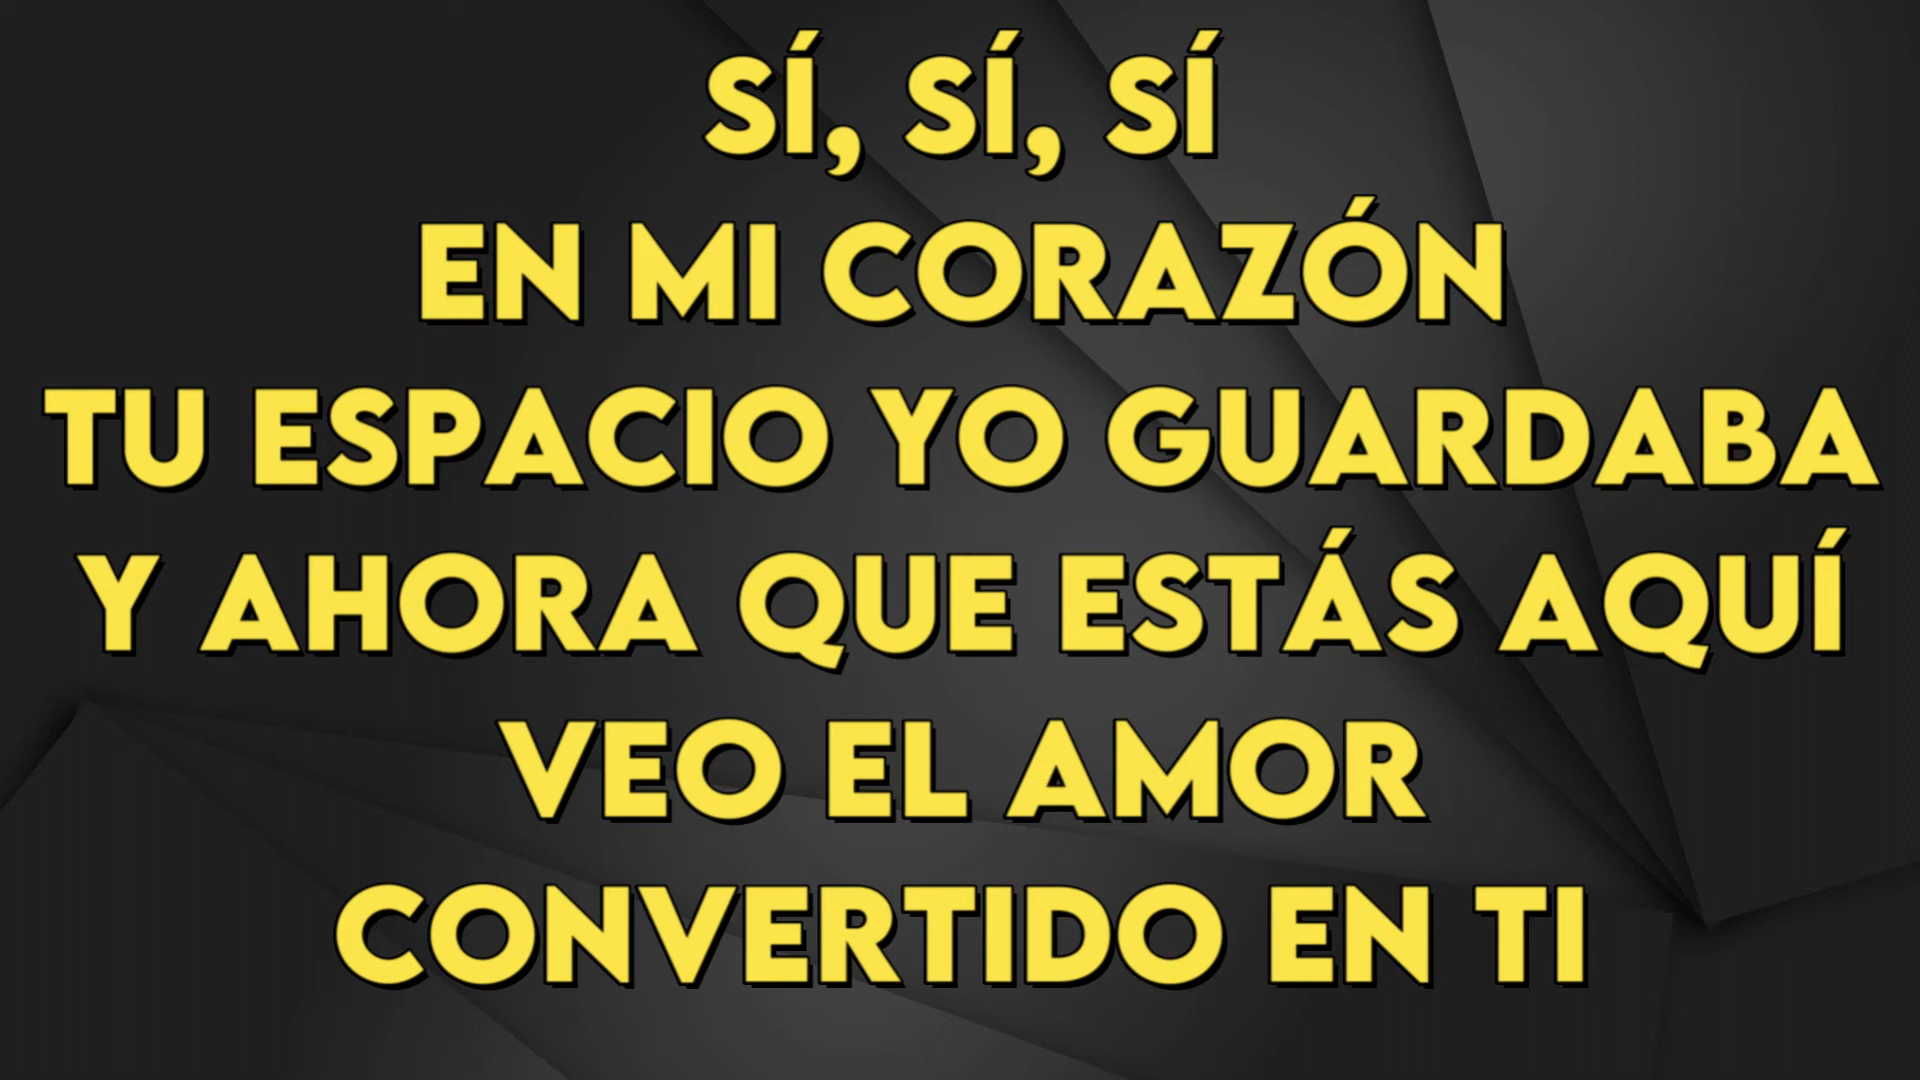 SÍ, SÍ, SÍ
EN MI CORAZÓN
TU ESPACIO YO GUARDABA
Y AHORA QUE ESTÁS AQUÍ
VEO EL AMOR
CONVERTIDO EN TI